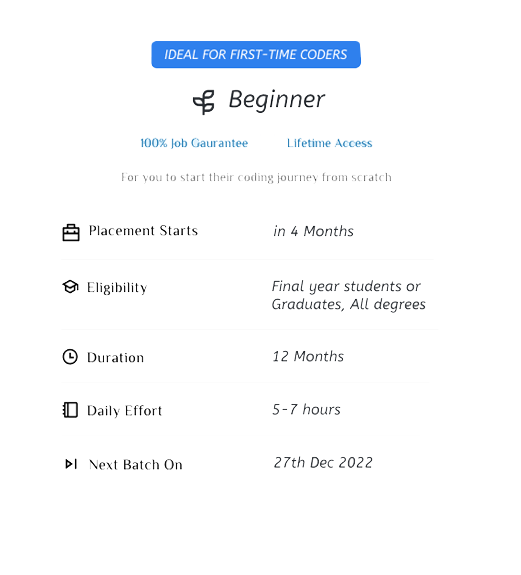 IDEAL FOR FIRST-TIME CODERS
Beginner
100% Job Gaurantee Lifetime Access
For you to start their coding journey from scratch
Placement Starts in 4 Months
Eligibility Final year students or
Graduates, All degrees
Duration 12 Months
Daily Effort 5-7 hours
Next Batch On 27th Dec 2022